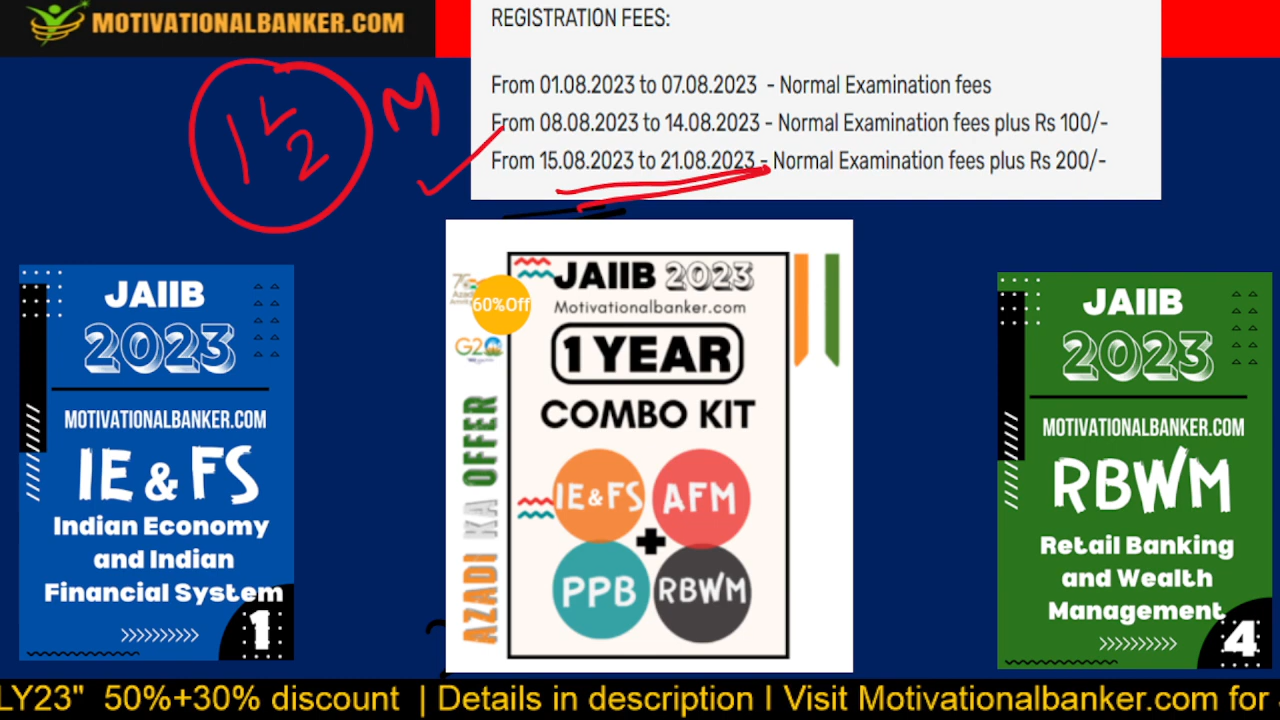 MOTIVATIONALBANKER.COM
REGISTRATION FEES:
From 01.08.2023 to 07.08.2023 - Normal Examination fees
From 08.08.2023 to 14.08.2023 - Normal Examination fees plus Rs 100/-
From 15.08.2023 to 21.08.2023 - Normal Examination fees plus Rs 200/-
1 1/2 M
JAIIB
2023
MOTIVATIONALBANKER.COM
IE & FS
Indian Economy
and Indian
Financial System
>>>>>>>>>>
1
60%Off
G20
AZADI KA OFFER
JAIIB 2023
Motivationalbanker.com
1 YEAR
COMBO KIT
IE&FS AFM
+
PPB RBWM
JAIIB
2023
MOTIVATIONALBANKER.COM
RBWM
Retail Banking
and Wealth
Management
>>>>>>>>>>
4
LY23" 50%+30% discount | Details in description I Visit Motivationalbanker.com for